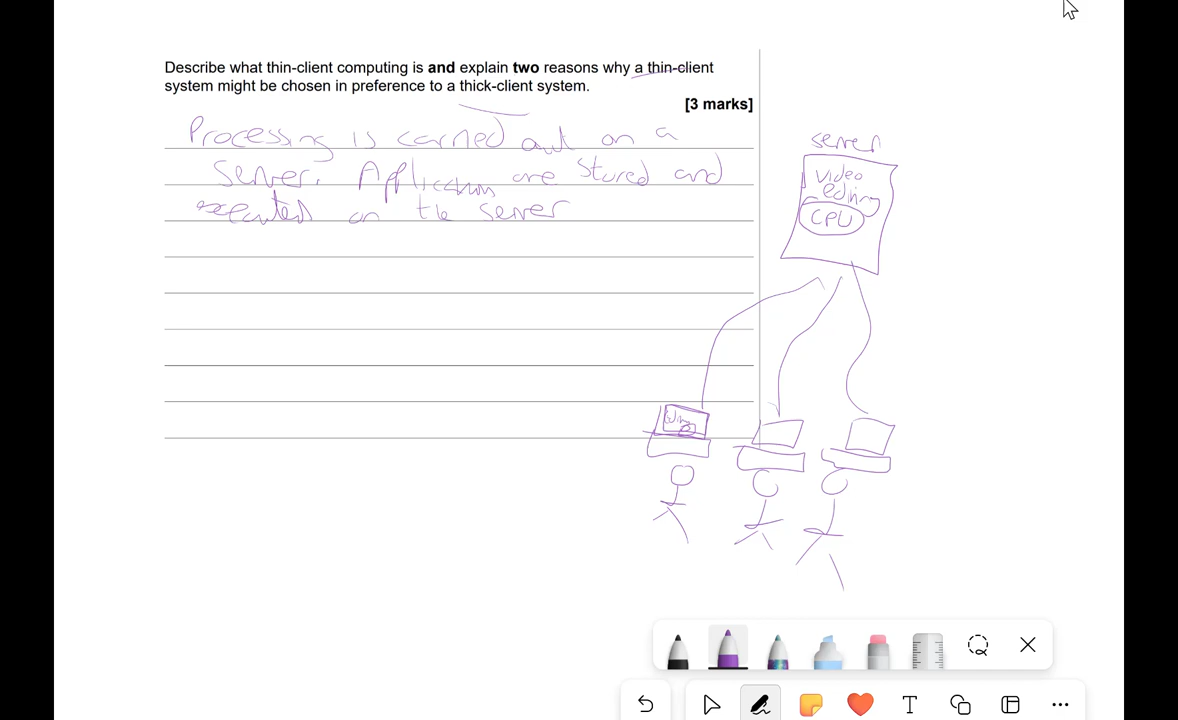 Describe what thin-client computing is and explain two reasons why a thin-client
system might be chosen in preference to a thick-client system.
[3 marks]
Processing is carried out on a
server. Application are stored and
executed on the server
server
video
editing
CPU